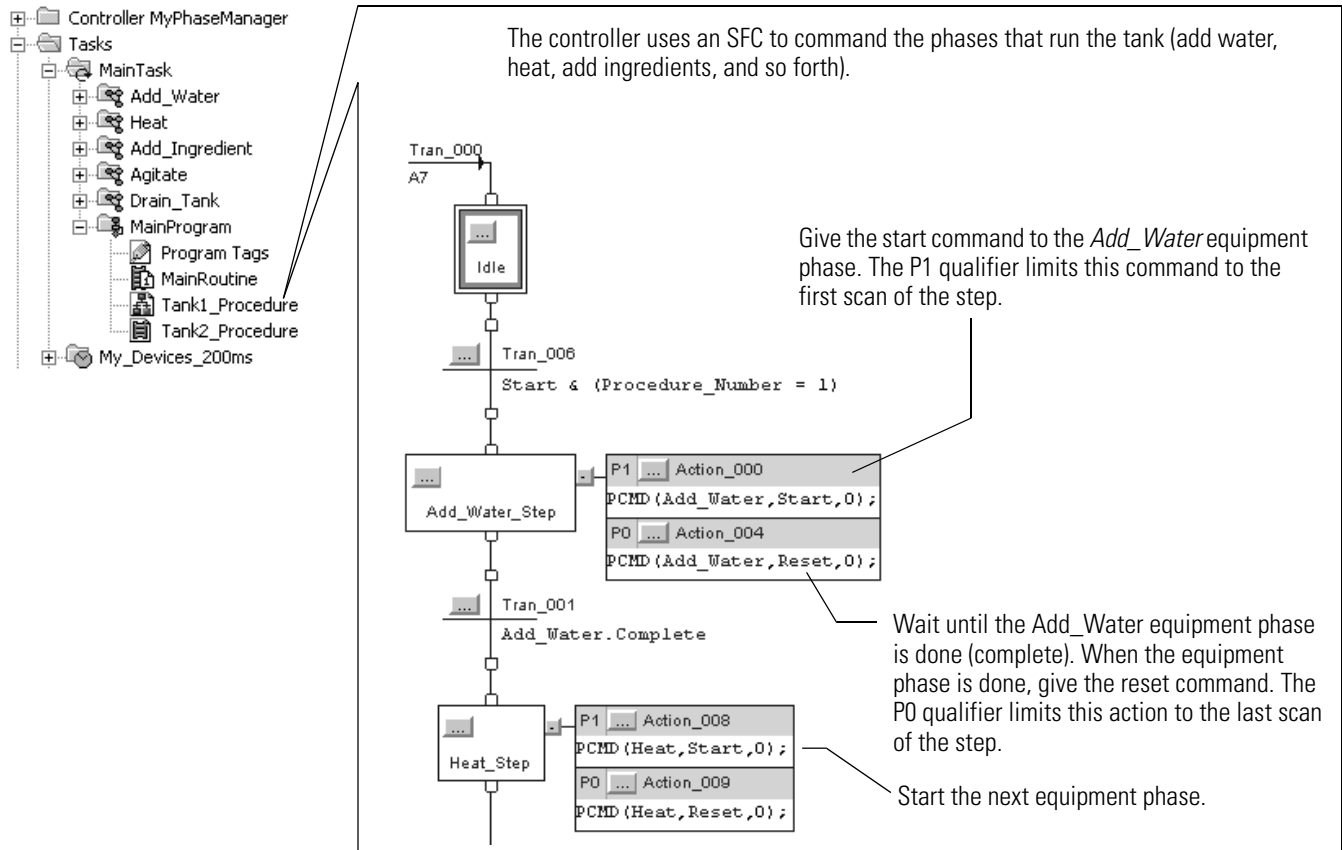 Controller MyPhaseManager
Tasks
MainTask
Add_Water
Heat
Add_Ingredient
Agitate
Drain_Tank
MainProgram
Program Tags
MainRoutine
Tank1_Procedure
Tank2_Procedure
My_Devices_200ms
The controller uses an SFC to command the phases that run the tank (add water,
heat, add ingredients, and so forth).
Tran_000
A7
...
Idle
Give the start command to the Add_Water equipment
phase. The P1 qualifier limits this command to the
first scan of the step.
... Tran_006
Start & (Procedure_Number = 1)
...
Add_Water_Step
P1 ... Action_000
PCMD(Add_Water,Start,0);
P0 ... Action_004
PCMD(Add_Water,Reset,0);
... Tran_001
Add_Water.Complete
Wait until the Add_Water equipment phase
is done (complete). When the equipment
phase is done, give the reset command. The
P0 qualifier limits this action to the last scan
of the step.
...
Heat_Step
P1 ... Action_008
PCMD(Heat,Start,0);
P0 ... Action_009
PCMD(Heat,Reset,0);
Start the next equipment phase.